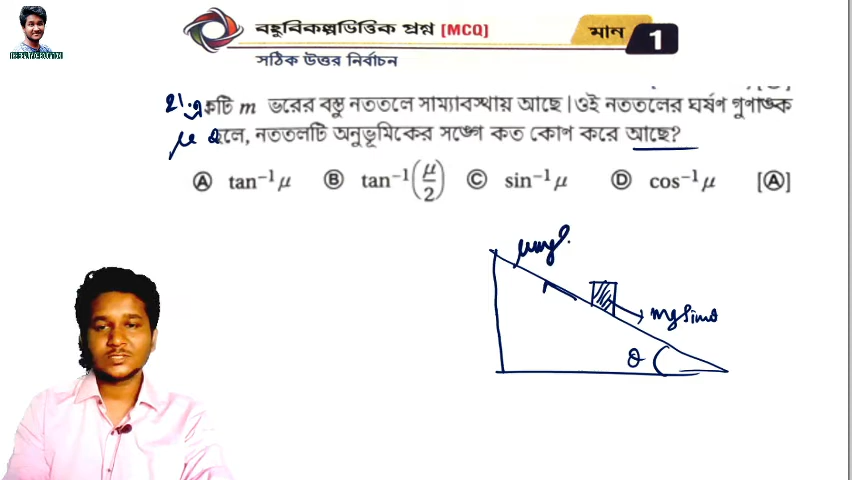 বহুবিকল্পভিত্তিক প্রশ্ন [MCQ]
মান 1
সঠিক উত্তর নির্বাচন
২১. একটি m ভরের বস্তু নততলে সাম্যাবস্থায় আছে। ওই নততলের ঘর্ষণ গুণাঙ্ক
μ হলে, নততলটি অনুভূমিকের সঙ্গে কত কোণ করে আছে?
Ⓐ tan⁻¹μ Ⓑ tan⁻¹(μ/2) Ⓒ sin⁻¹μ Ⓓ cos⁻¹μ [Ⓐ]
mg sinθ
θ